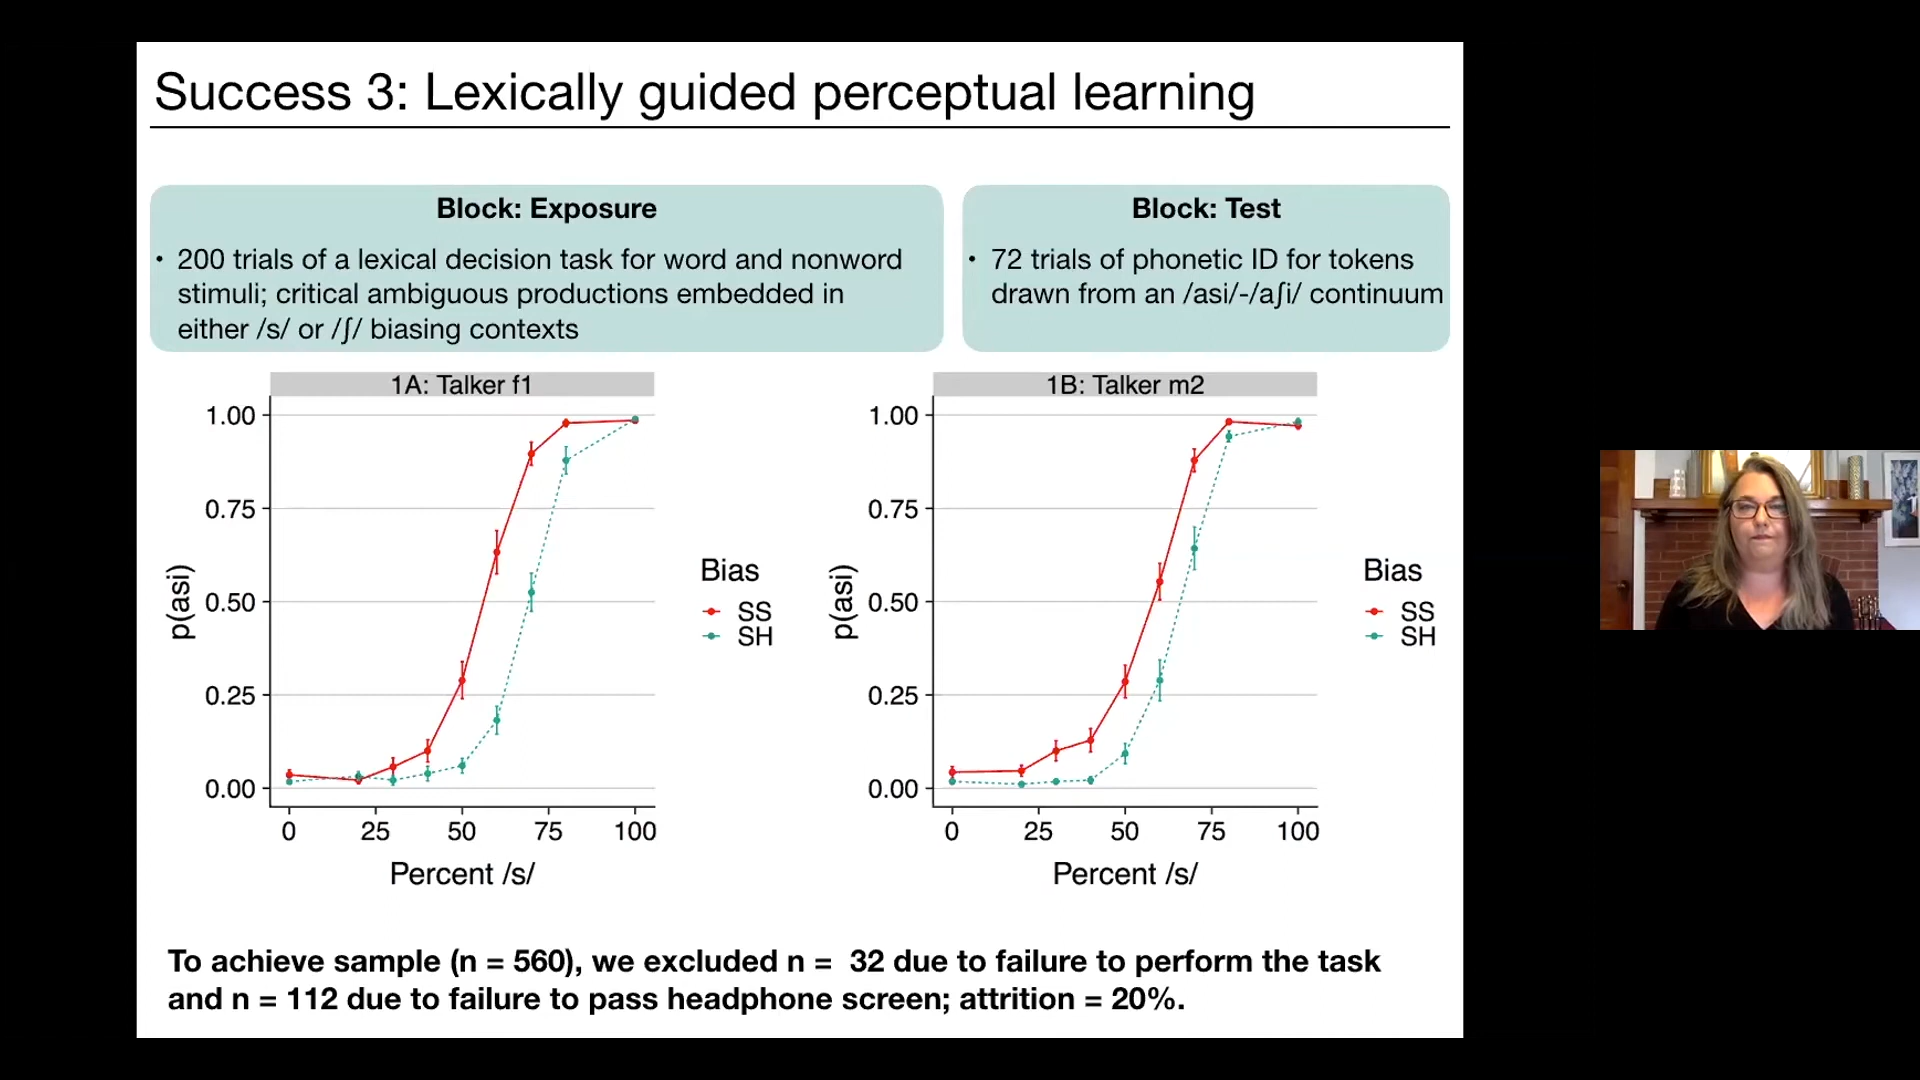 Success 3: Lexically guided perceptual learning
Block: Exposure
• 200 trials of a lexical decision task for word and nonword
stimuli; critical ambiguous productions embedded in
either /s/ or /ʃ/ biasing contexts
Block: Test
• 72 trials of phonetic ID for tokens
drawn from an /asi/-/aʃi/ continuum
1A: Talker f1
1.00
0.75
0.50
0.25
0.00
p(asi)
0 25 50 75 100
Percent /s/
Bias
SS
SH
1B: Talker m2
1.00
0.75
0.50
0.25
0.00
p(asi)
0 25 50 75 100
Percent /s/
Bias
SS
SH
To achieve sample (n = 560), we excluded n =  32 due to failure to perform the task
and n = 112 due to failure to pass headphone screen; attrition = 20%.